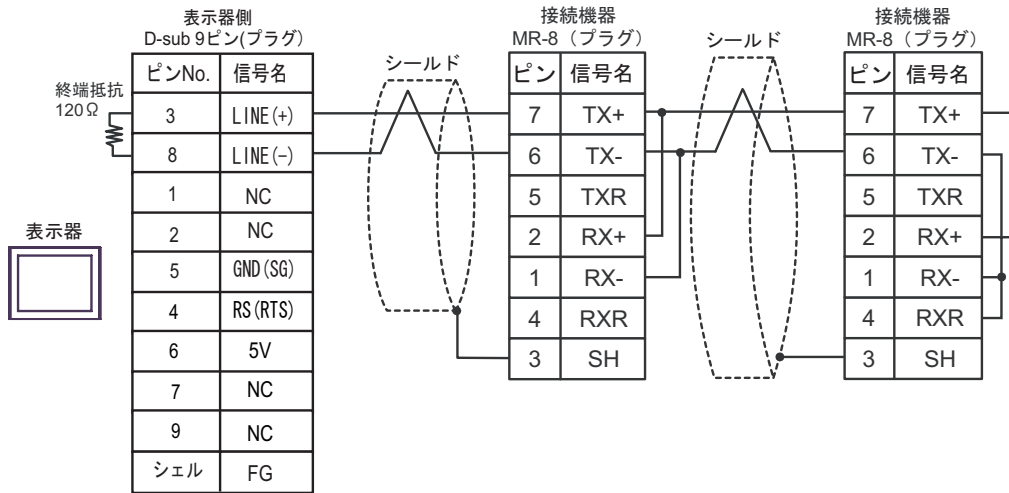 表示器側
D-sub 9ピン(プラグ)
終端抵抗
120Ω
ピンNo. 信号名
3 LINE(+)
8 LINE(-)
1 NC
2 NC
5 GND(SG)
4 RS(RTS)
6 5V
7 NC
9 NC
シェル FG
表示器
シールド
接続機器
MR-8（プラグ）
ピン 信号名
7 TX+
6 TX-
5 TXR
2 RX+
1 RX-
4 RXR
3 SH
シールド
接続機器
MR-8（プラグ）
ピン 信号名
7 TX+
6 TX-
5 TXR
2 RX+
1 RX-
4 RXR
3 SH